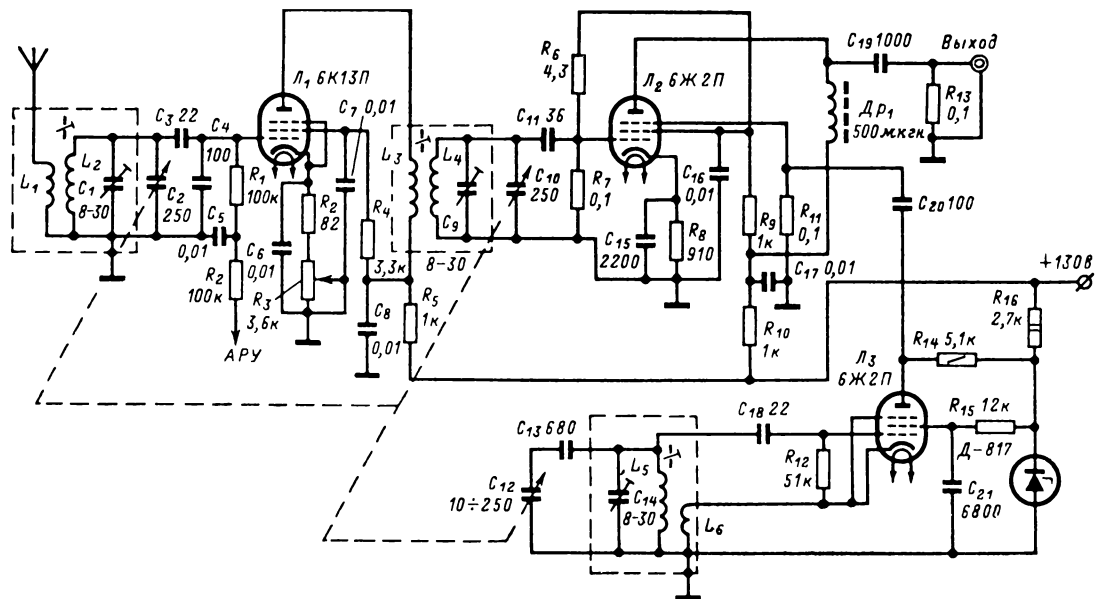 C19 1000
Выход
R6
4,3
Л1 6К13П
Л2 6Ж2П
C3 22
C4
100
C7 0,01
C11 36
Др1
500мкгн
R13
0,1
L1
L2
C1
8-30
C2
250
R1
100к
R2
82
R4
3,3к
L3
L4
C10
250
C9
8-30
R7
0,1
C16
0,01
C15
2200
R8
910
R9
1к
R11
0,1
C20 100
C5
0,01
R2
100к
АРУ
C6
0,01
R3
3,6к
C8
0,01
R5
1к
C17 0,01
R10
1к
+130В
R16
2,7к
R14 5,1к
Л3
6Ж2П
R15 12к
Д-817
C13 680
C18 22
C12
10÷250
L5
C14
8-30
L6
R12
51к
C21
6800